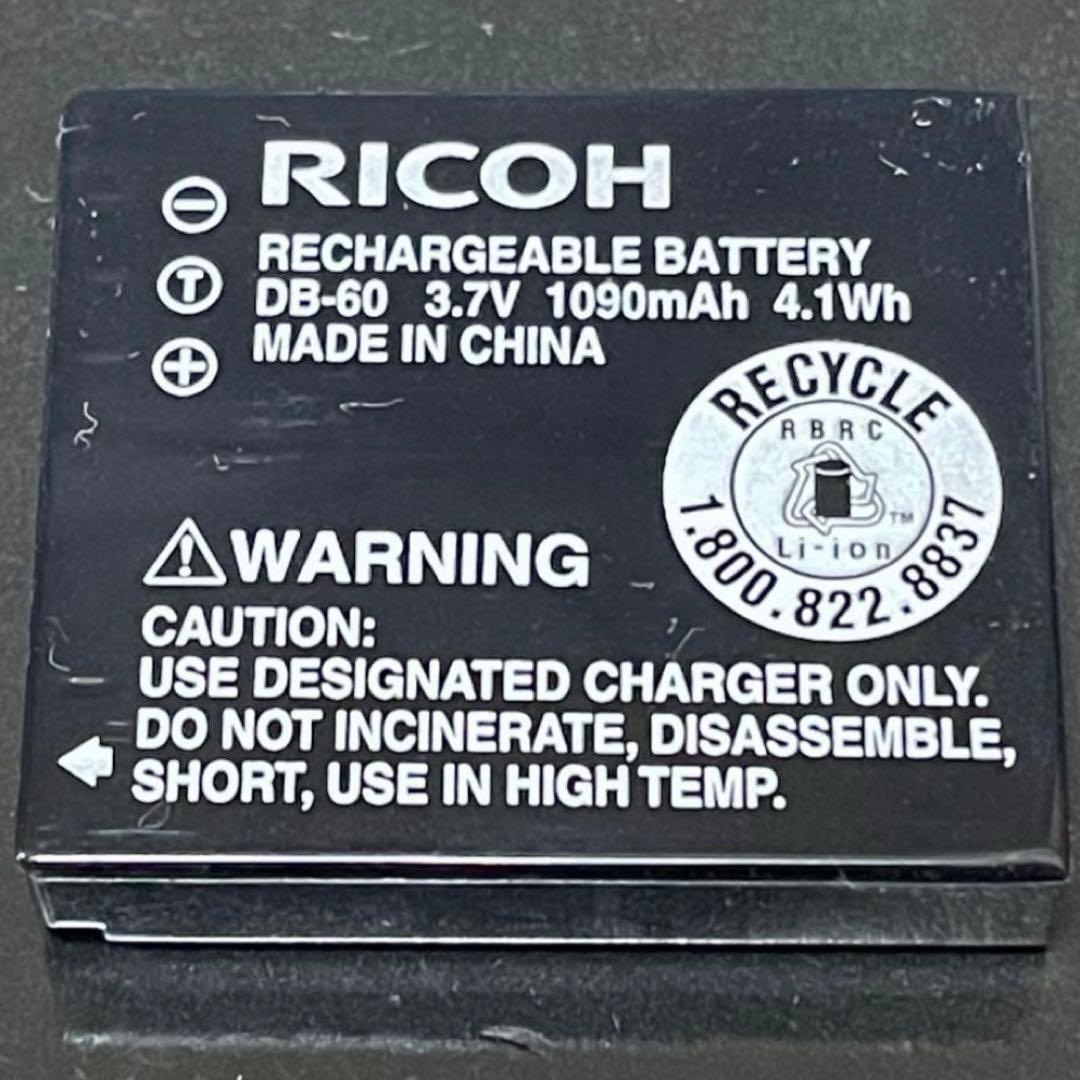 RICOH
RECHARGEABLE BATTERY
DB-60 3.7V 1090mAh 4.1Wh
MADE IN CHINA
T
RECYCLE
RBRC
TM
Li-ion
1.800.822.8837
WARNING
CAUTION:
USE DESIGNATED CHARGER ONLY.
DO NOT INCINERATE, DISASSEMBLE,
SHORT, USE IN HIGH TEMP.